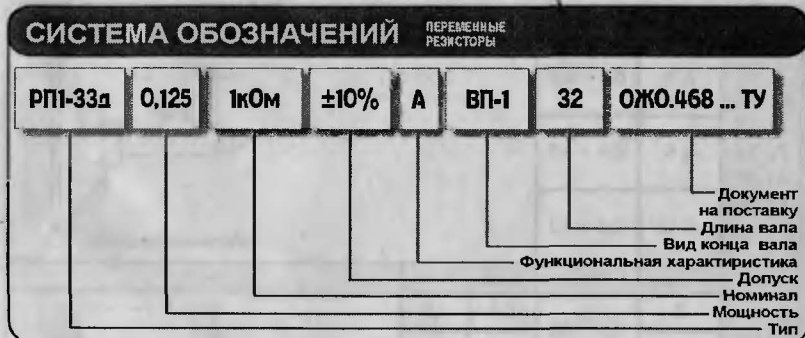 СИСТЕМА ОБОЗНАЧЕНИЙ
ПЕРЕМЕННЫЕ
РЕЗИСТОРЫ
РП1-33д 0,125 1кОм ±10% А ВП-1 32 ОЖО.468 ... ТУ
Документ
на поставку
Длина вала
Вид конца вала
Функциональная характиристика
Допуск
Номинал
Мощность
Тип